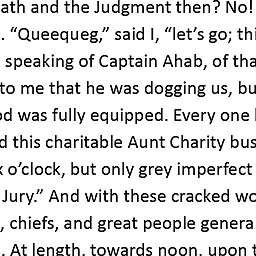 ath and the Judgment then? No!
. “Queequeg,” said I, “let’s go; thi
speaking of Captain Ahab, of tha
to me that he was dogging us, bu
od was fully equipped. Every one
d this charitable Aunt Charity bus
o’clock, but only grey imperfect
Jury.” And with these cracked wo
, chiefs, and great people genera
. At length, towards noon, upon t